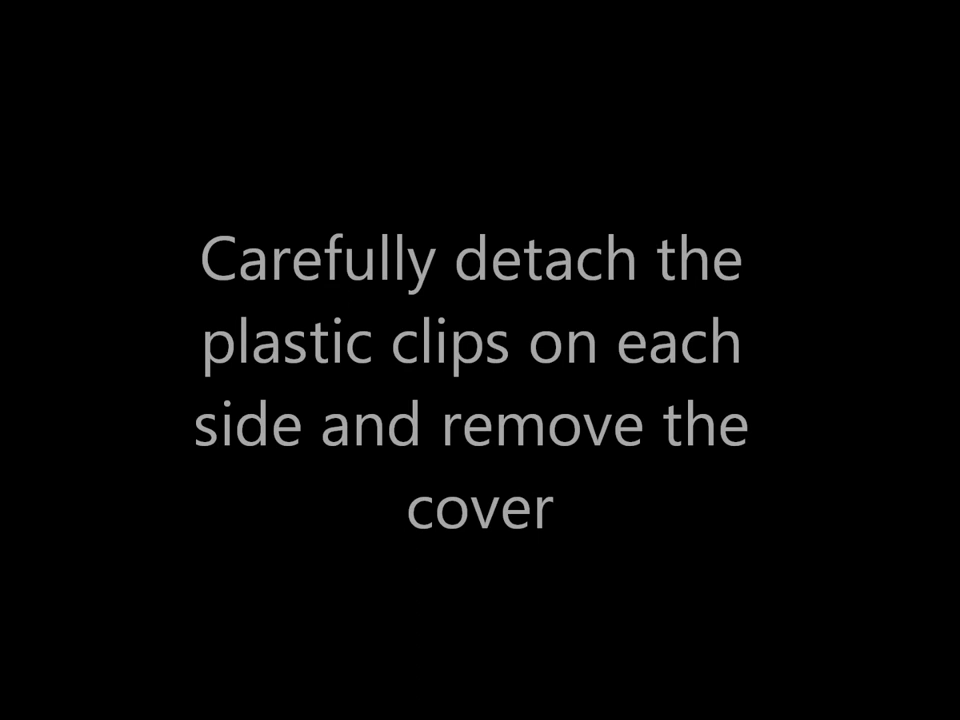 Carefully detach the
plastic clips on each
side and remove the
cover